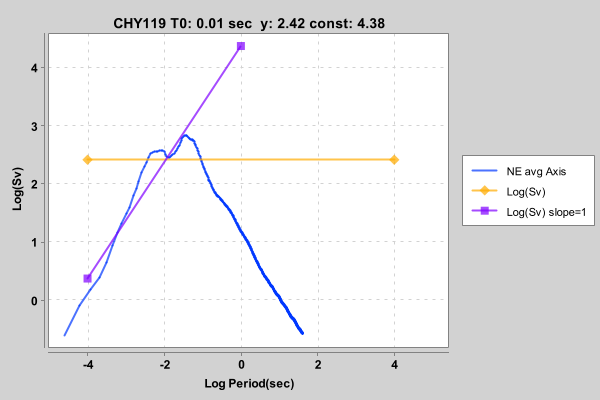 CHY119 T0: 0.01 sec  y: 2.42 const: 4.38
Log(Sv)
4
3
2
1
0
-4
-2
0
2
4
Log Period(sec)
NE avg Axis
Log(Sv)
Log(Sv) slope=1